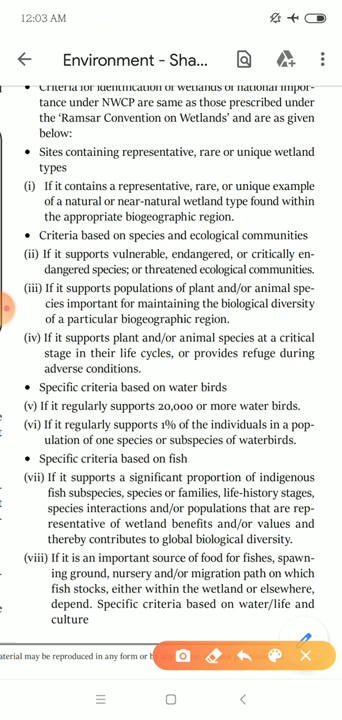 12:03 AM
Environment - Sha...
• Criteria for identification of wetlands of national impor-
tance under NWCP are same as those prescribed under
the ‘Ramsar Convention on Wetlands’ and are as given
below:
• Sites containing representative, rare or unique wetland
types
(i) If it contains a representative, rare, or unique example
of a natural or near-natural wetland type found within
the appropriate biogeographic region.
• Criteria based on species and ecological communities
(ii) If it supports vulnerable, endangered, or critically en-
dangered species; or threatened ecological communities.
(iii) If it supports populations of plant and/or animal spe-
cies important for maintaining the biological diversity
of a particular biogeographic region.
(iv) If it supports plant and/or animal species at a critical
stage in their life cycles, or provides refuge during
adverse conditions.
• Specific criteria based on water birds
(v) If it regularly supports 20,000 or more water birds.
(vi) If it regularly supports 1% of the individuals in a pop-
ulation of one species or subspecies of waterbirds.
• Specific criteria based on fish
(vii) If it supports a significant proportion of indigenous
fish subspecies, species or families, life-history stages,
species interactions and/or populations that are rep-
resentative of wetland benefits and/or values and
thereby contributes to global biological diversity.
(viii) If it is an important source of food for fishes, spawn-
ing ground, nursery and/or migration path on which
fish stocks, either within the wetland or elsewhere,
depend. Specific criteria based on water/life and
culture
aterial may be reproduced in any form or b